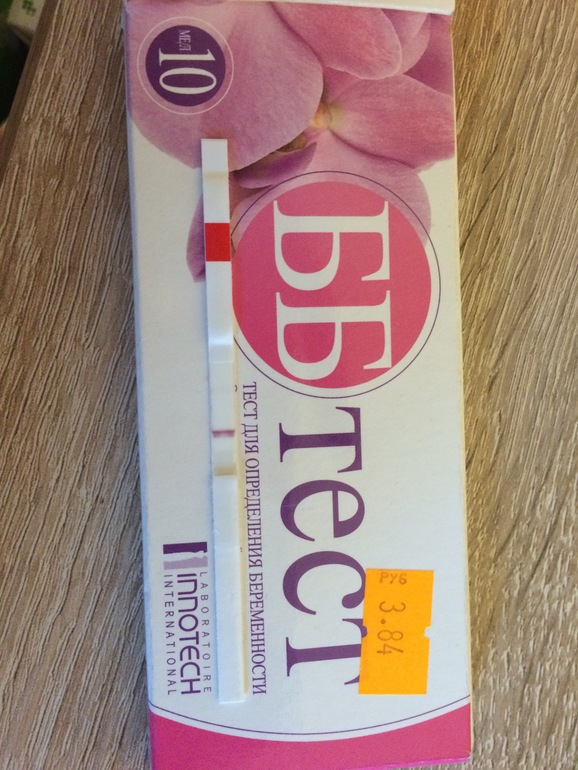 10
МЕ/Л
ББ
тест
ТЕСТ ДЛЯ ОПРЕДЕЛЕНИЯ БЕРЕМЕННОСТИ
LABORATOIRE
INNOTECH
INTERNATIONAL
РУБ
3.84